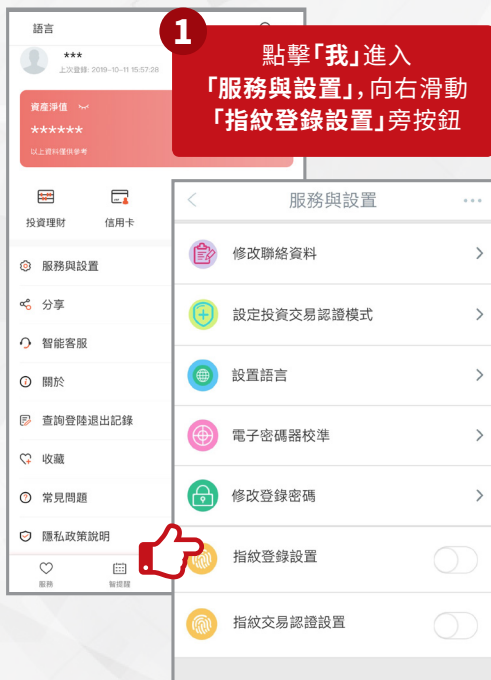 1
點擊「我」進入
「服務與設置」，向右滑動
「指紋登錄設置」旁按鈕
語言
***
上次登錄: 2019-10-11 15:57:28
資產淨值
******
以上資料僅供參考
投資理財
信用卡
服務與設置
分享
智能客服
關於
查詢登陸退出記錄
收藏
常見問題
隱私政策說明
服務
智提醒
服務與設置
修改聯絡資料
設定投資交易認證模式
設置語言
電子密碼器校準
修改登錄密碼
指紋登錄設置
指紋交易認證設置